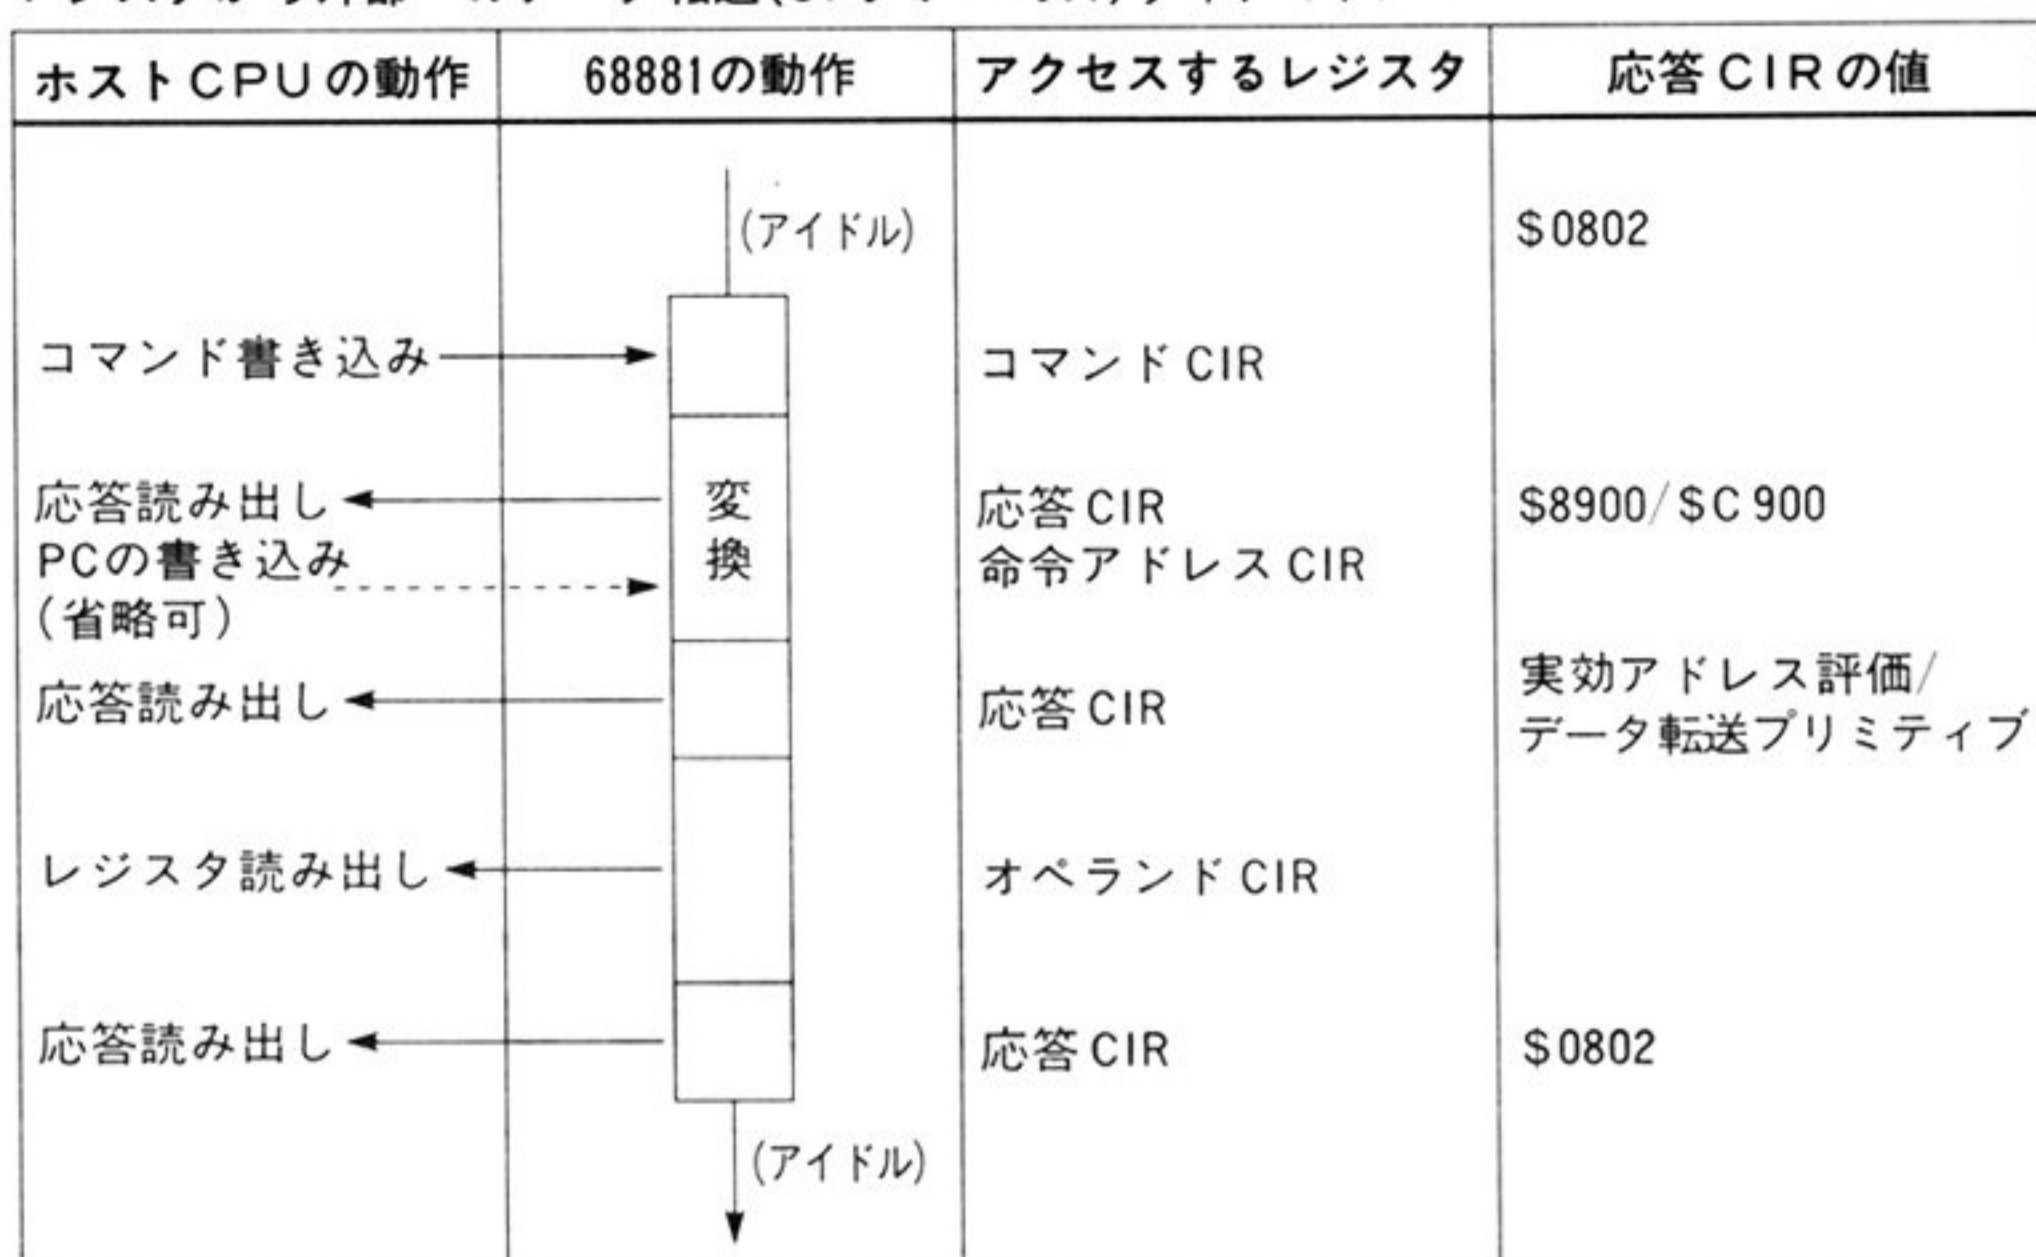 ホストCPUの動作 68881の動作 アクセスするレジスタ 応答CIRの値
(アイドル) $0802
コマンド書き込み コマンドCIR
応答読み出し 変換 応答CIR $8900/$C900
PCの書き込み 命令アドレスCIR
(省略可)
応答読み出し 応答CIR 実効アドレス評価/
データ転送プリミティブ
レジスタ読み出し オペランドCIR
応答読み出し 応答CIR $0802
(アイドル)